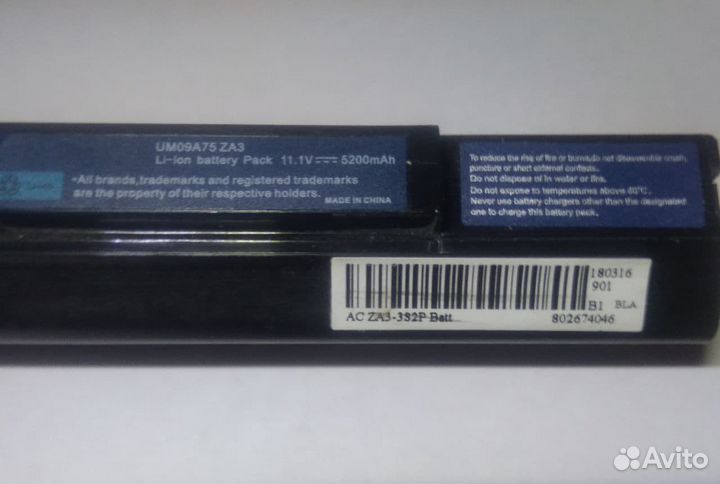 UM09A75 ZA3
Li-Ion battery Pack 11.1V 5200mAh
*All brands,trademarks and registered trademarks
are the property of their respective holders.
MADE IN CHINA
To reduce the risk of fire or burns,do not disassemble crush,
puncture or short external contacts.
Do not dispose of in water or fire.
Do not expose to temperatures above 60°C.
Never use battery chargers other than the designated
one to charge this battery pack.
180316
901
B1 BLA
AC ZA3-3S2P Batt
802674046
Avito